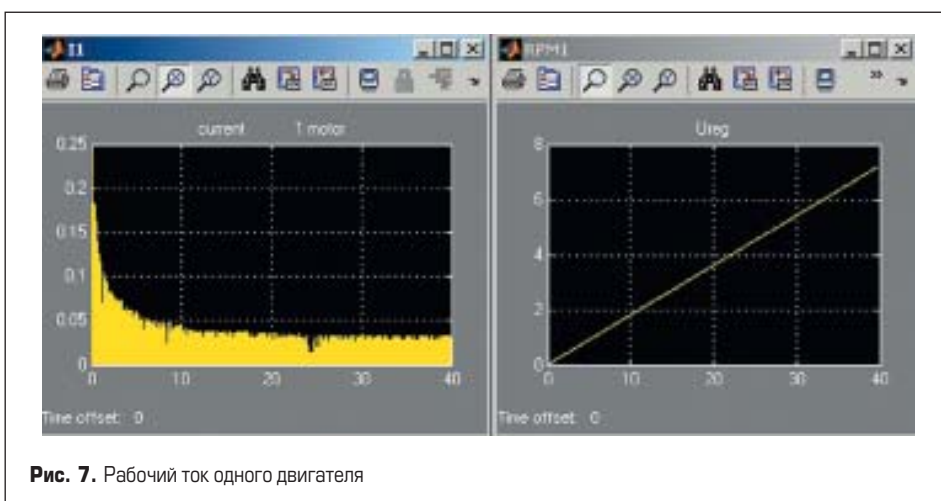 I1
RPM1
current T motor
0.25
0.2
0.15
0.1
0.05
0
0 10 20 30 40
Time offset: 0
Ureg
8
6
4
2
0
0 10 20 30 40
Time offset: 0
Рис. 7. Рабочий ток одного двигателя